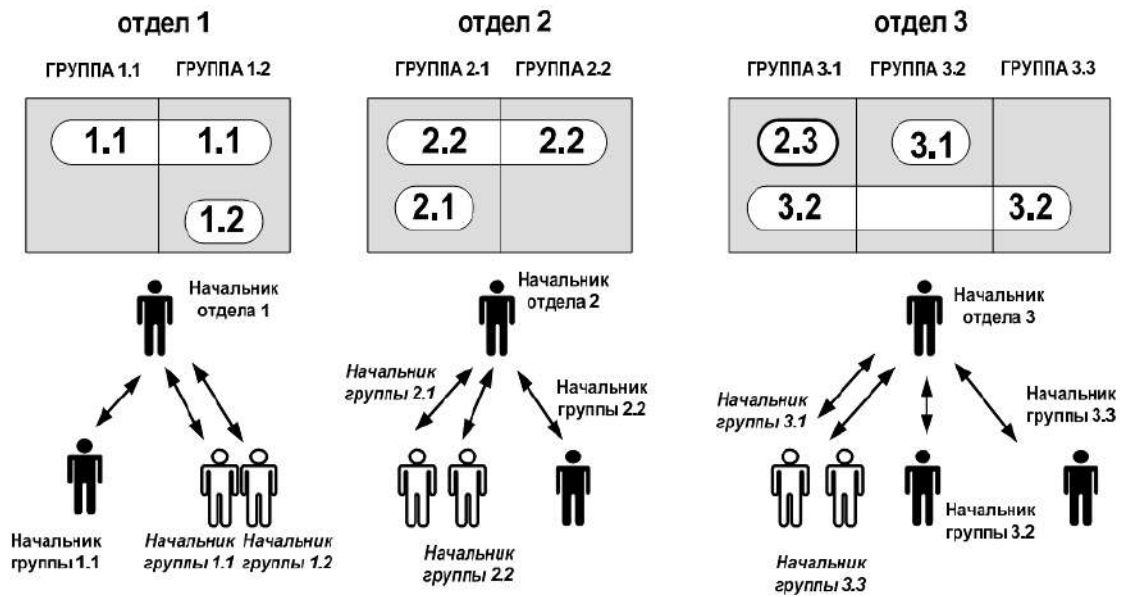 отдел 1
отдел 2
отдел 3
ГРУППА 1.1
ГРУППА 1.2
ГРУППА 2.1
ГРУППА 2.2
ГРУППА 3.1
ГРУППА 3.2
ГРУППА 3.3
1.1
1.1
1.2
2.2
2.2
2.1
2.3
3.1
3.2
3.2
Начальник
отдела 1
Начальник
отдела 2
Начальник
отдела 3
Начальник
группы 1.1
Начальник
группы 1.1
Начальник
группы 1.2
Начальник
группы 2.1
Начальник
группы 2.2
Начальник
группы 2.2
Начальник
группы 3.1
Начальник
группы 3.3
Начальник
группы 3.2
Начальник
группы 3.3